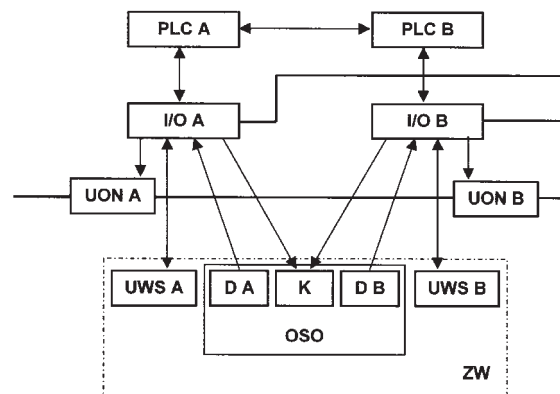 PLC A
PLC B
I/O A
I/O B
UON A
UON B
UWS A
D A
K
D B
UWS B
OSO
ZW